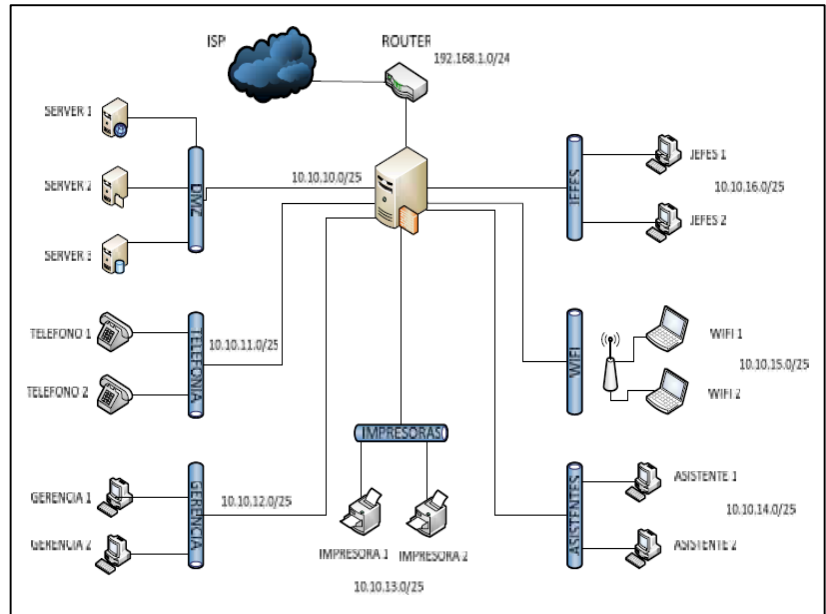 ISP
ROUTER
192.168.1.0/24
SERVER 1
SERVER 2
SERVER 3
DMZ
10.10.10.0/25
JEFES
JEFES 1
10.10.16.0/25
JEFES 2
TELEFONO 1
TELEFONO 2
TELEFONIA
10.10.11.0/25
WIFI
WIFI 1
10.10.15.0/25
WIFI 2
IMPRESORAS
GERENCIA 1
GERENCIA 2
GERENCIA
10.10.12.0/25
IMPRESORA 1
IMPRESORA 2
10.10.13.0/25
ASISTENTES
ASISTENTE 1
10.10.14.0/25
ASISTENTE 2